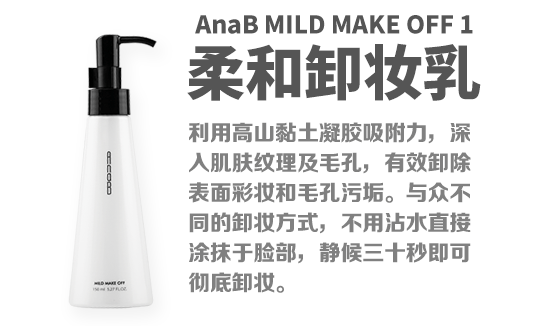 AnaB MILD MAKE OFF 1
柔和卸妆乳
利用高山黏土凝胶吸附力，深
入肌肤纹理及毛孔，有效卸除
表面彩妆和毛孔污垢。与众不
同的卸妆方式，不用沾水直接
涂抹于脸部，静候三十秒即可
彻底卸妆。
MILD MAKE OFF